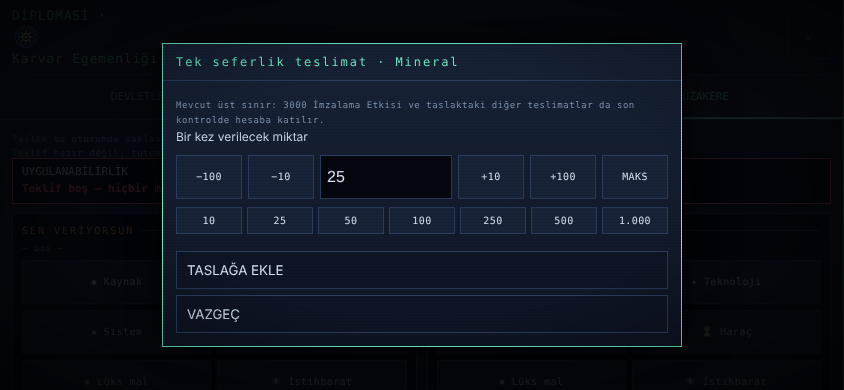 DİPLOMASİ ·
Karvar Egemenliği
Tek seferlik teslimat · Mineral
Mevcut üst sınır: 3000 İmzalama Etkisi ve taslaktaki diğer teslimatlar da son
kontrolde hesaba katılır.
Bir kez verilecek miktar
−100 −10 25 +10 +100 MAKS
10 25 50 100 250 500 1.000
TASLAĞA EKLE
VAZGEÇ
UYGULANABİLİRLİK
Teklif boş — hiçbir
SEN VERİYORSUN
— boş —
Kaynak Teknoloji
Sistem Haraç
Lüks mal İstihbarat Lüks mal İstihbarat